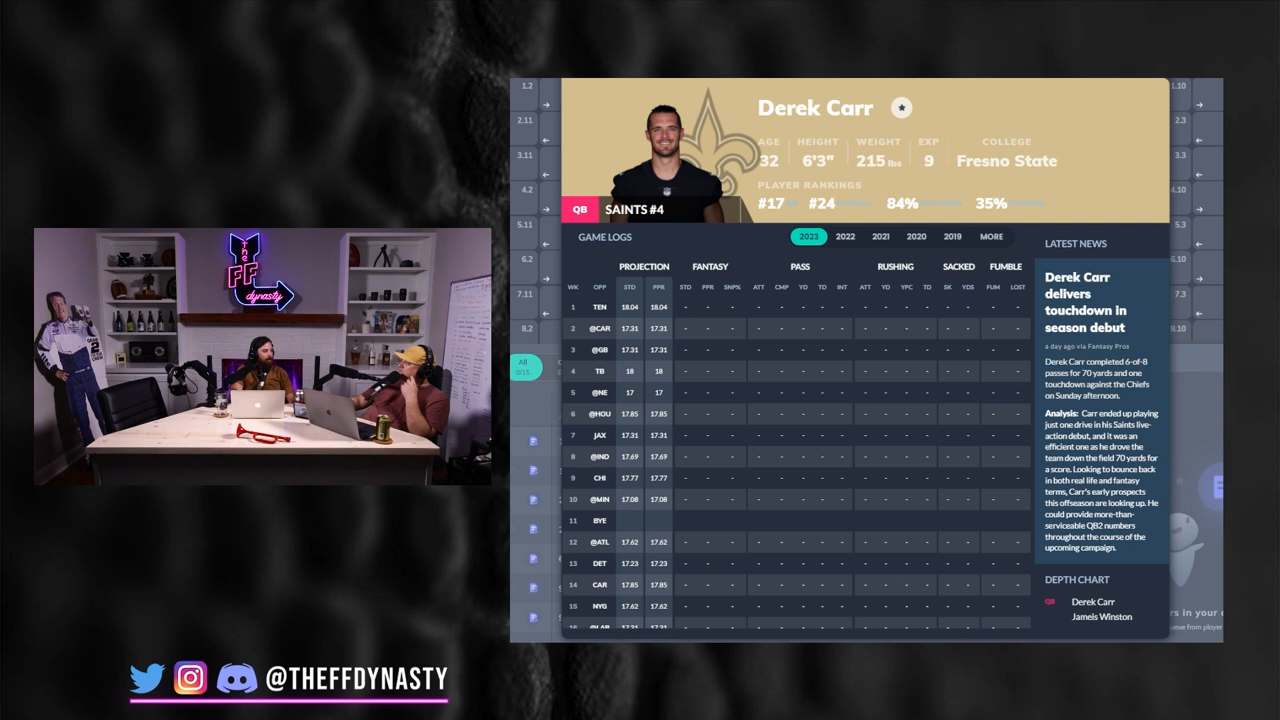 the
FF
dynasty
@THEFFDYNASTY
1.2
2.11
3.11
4.2
5.11
6.2
7.11
8.2
All
0/15
Derek Carr
AGE HEIGHT WEIGHT EXP COLLEGE
32 6'3" 215 lbs 9 Fresno State
PLAYER RANKINGS
#17 #24 84% 35%
QB SAINTS #4
GAME LOGS 2023 2022 2021 2020 2019 MORE
PROJECTION FANTASY PASS RUSHING SACKED FUMBLE
WK OPP STD PPR STD PPR SNP% ATT CMP YD TD INT ATT YD YPC TD SK YDS FUM LOST
1 TEN 18.04 18.04 - - - - - - - - - - - - - - - -
2 @CAR 17.31 17.31 - - - - - - - - - - - - - - - -
3 @GB 17.31 17.31 - - - - - - - - - - - - - - - -
4 TB 18 18 - - - - - - - - - - - - - - - -
5 @NE 17 17 - - - - - - - - - - - - - - - -
6 @HOU 17.85 17.85 - - - - - - - - - - - - - - - -
7 JAX 17.31 17.31 - - - - - - - - - - - - - - - -
8 @IND 17.69 17.69 - - - - - - - - - - - - - - - -
9 CHI 17.77 17.77 - - - - - - - - - - - - - - - -
10 @MIN 17.08 17.08 - - - - - - - - - - - - - - - -
11 BYE
12 @ATL 17.62 17.62 - - - - - - - - - - - - - - - -
13 DET 17.23 17.23 - - - - - - - - - - - - - - - -
14 CAR 17.85 17.85 - - - - - - - - - - - - - - - -
15 NYG 17.62 17.62 - - - - - - - - - - - - - - - -
16 @LAR 17.31 17.31
LATEST NEWS
Derek Carr
delivers
touchdown in
season debut
a day ago via Fantasy Pros
Derek Carr completed 6-of-8
passes for 70 yards and one
touchdown against the Chiefs
on Sunday afternoon.
Analysis: Carr ended up playing
just one drive in his Saints live-
action debut, and it was an
efficient one as he drove the
team down the field 70 yards for
a score. Looking to bounce back
in both real life and fantasy
terms, Carr's early prospects
this offseason are looking up. He
could provide more-than-
serviceable QB2 numbers
throughout the course of the
upcoming campaign.
DEPTH CHART
QB Derek Carr
Jameis Winston
1.10
2.3
3.3
4.10
5.3
6.10
7.3
8.10